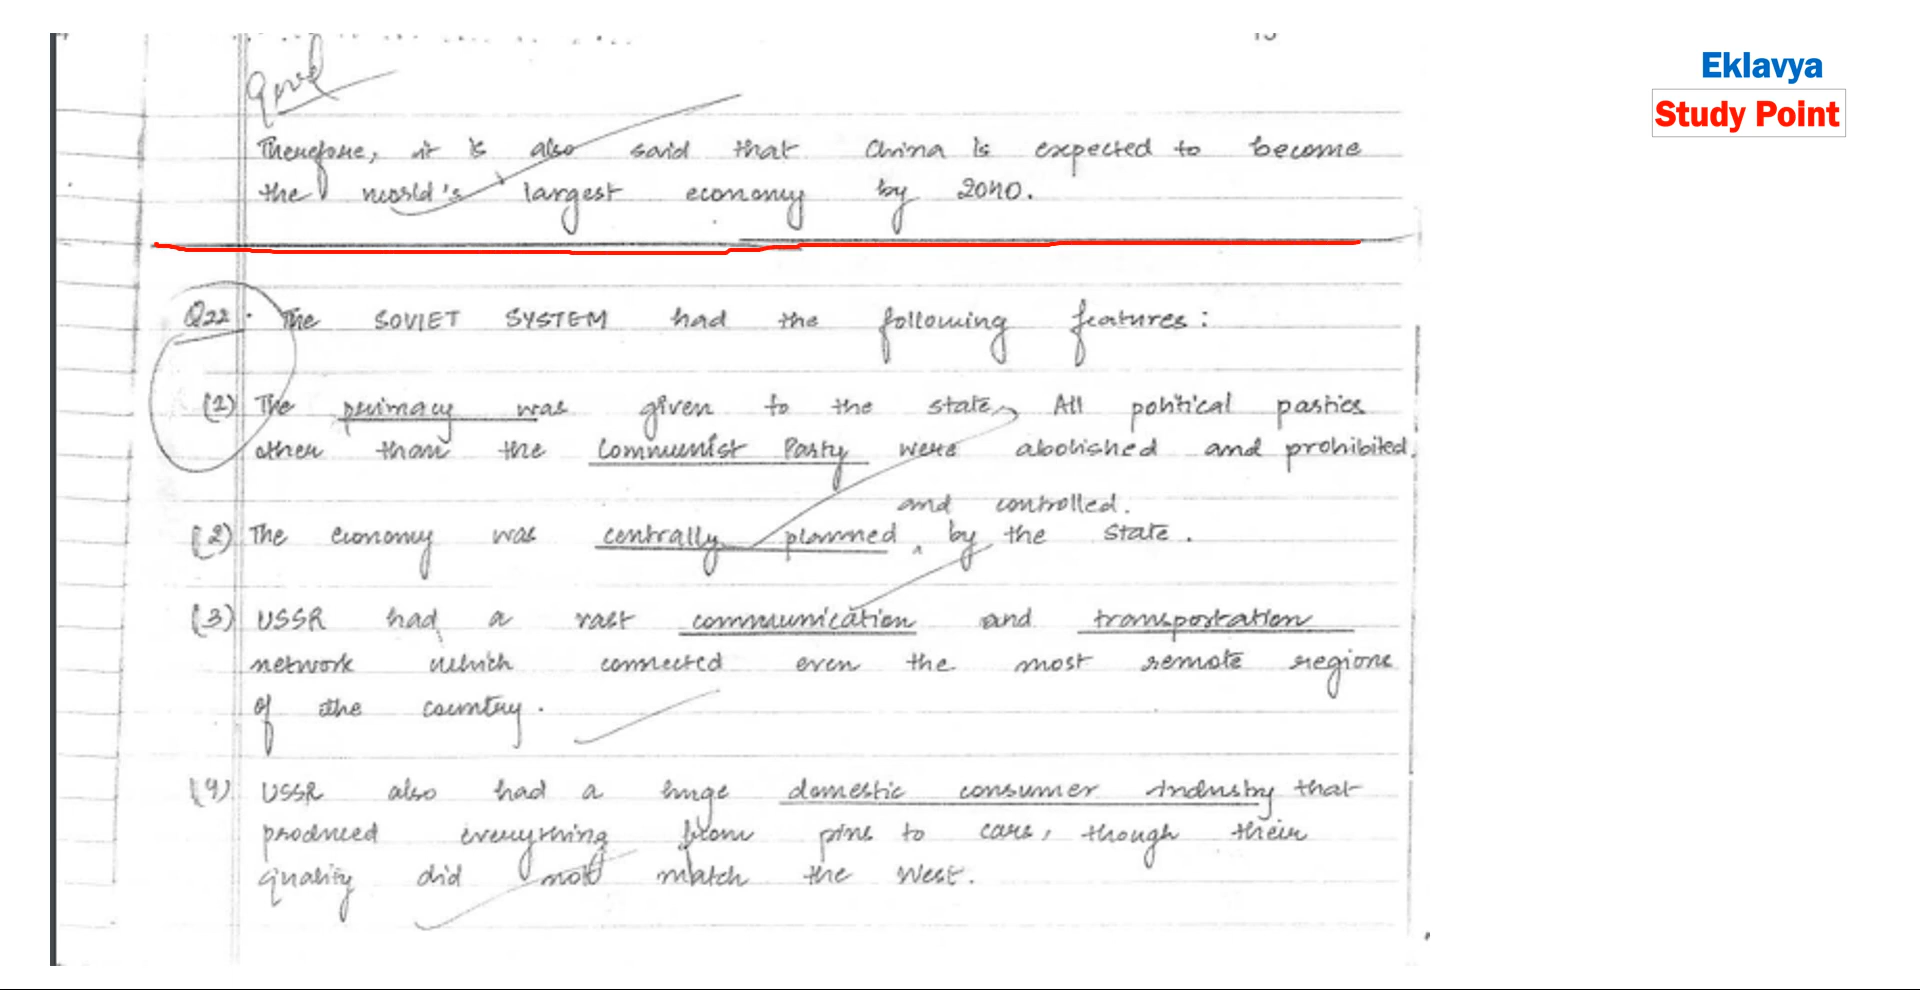 Eklavya
Study Point
Good
Therefore, it is also said that China is expected to become
the world's largest economy by 2040.
Q22. The SOVIET SYSTEM had the following features:
(1) The primacy was given to the state, All political parties
other than the Communist Party were abolished and prohibited.
and controlled.
(2) The economy was centrally planned ^ by the state.
(3) USSR had a vast communication and transportation
network which connected even the most remote regions
of the country.
(4) USSR also had a huge domestic consumer industry that
produced everything from pins to cars, though their
quality did not match the West.